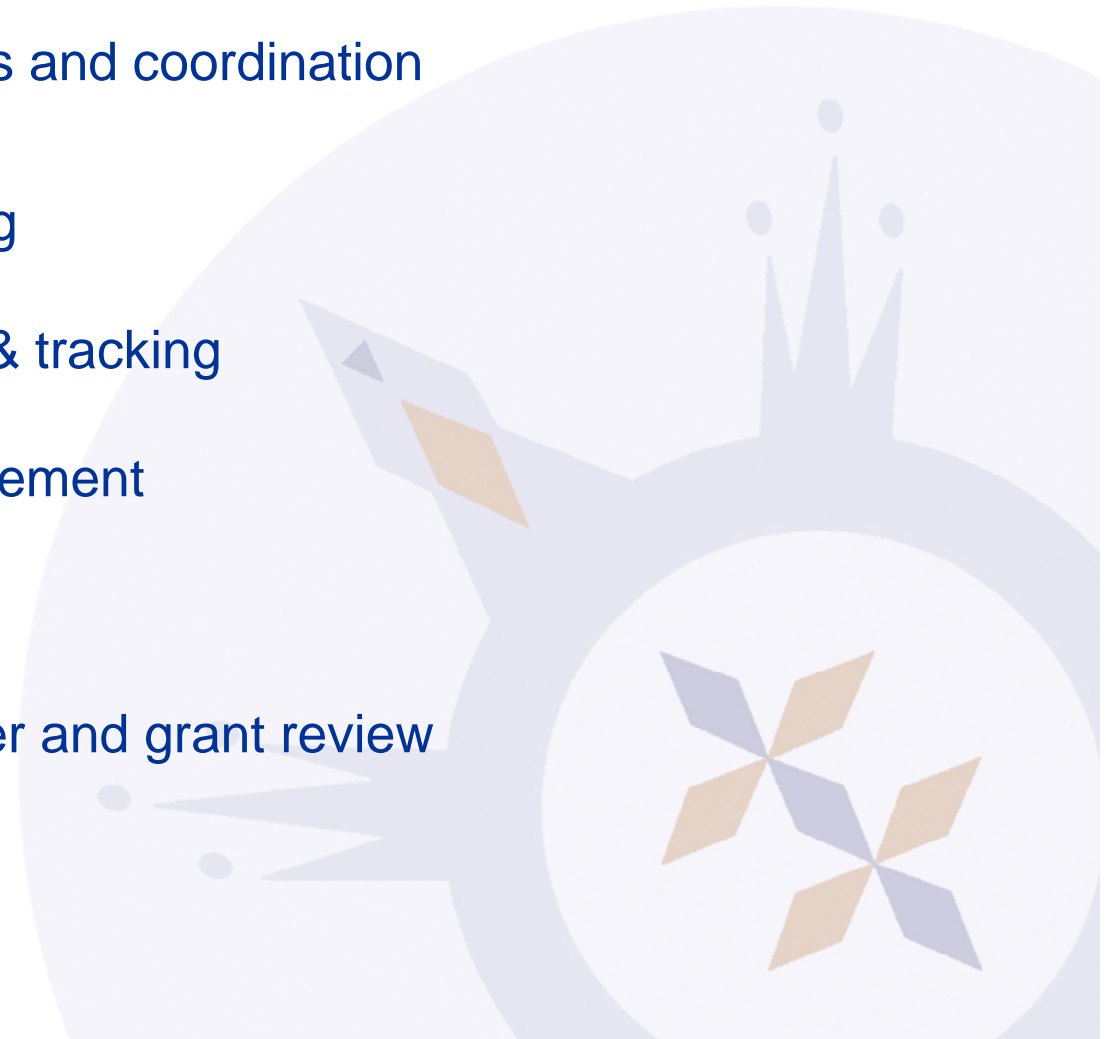 s and coordination
g
& tracking
ement
er and grant review